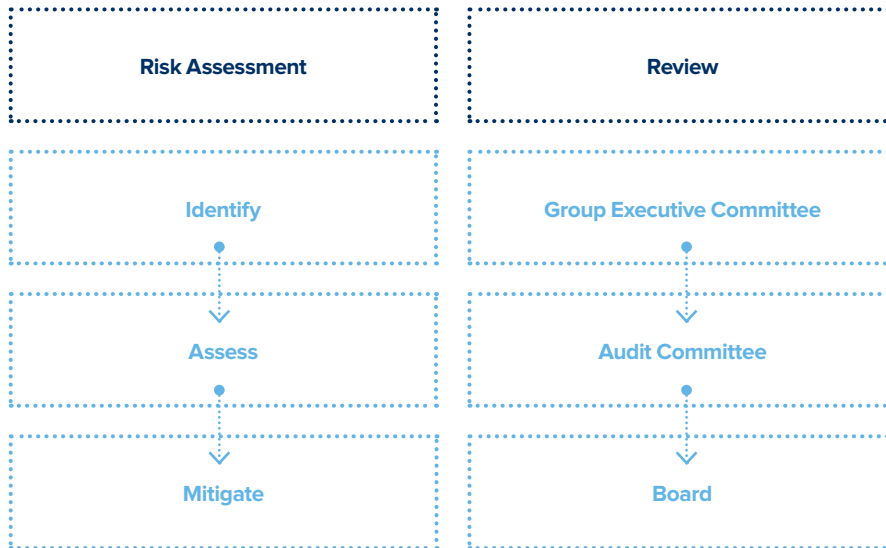 Risk Assessment
Review
Identify
Group Executive Committee
Assess
Audit Committee
Mitigate
Board